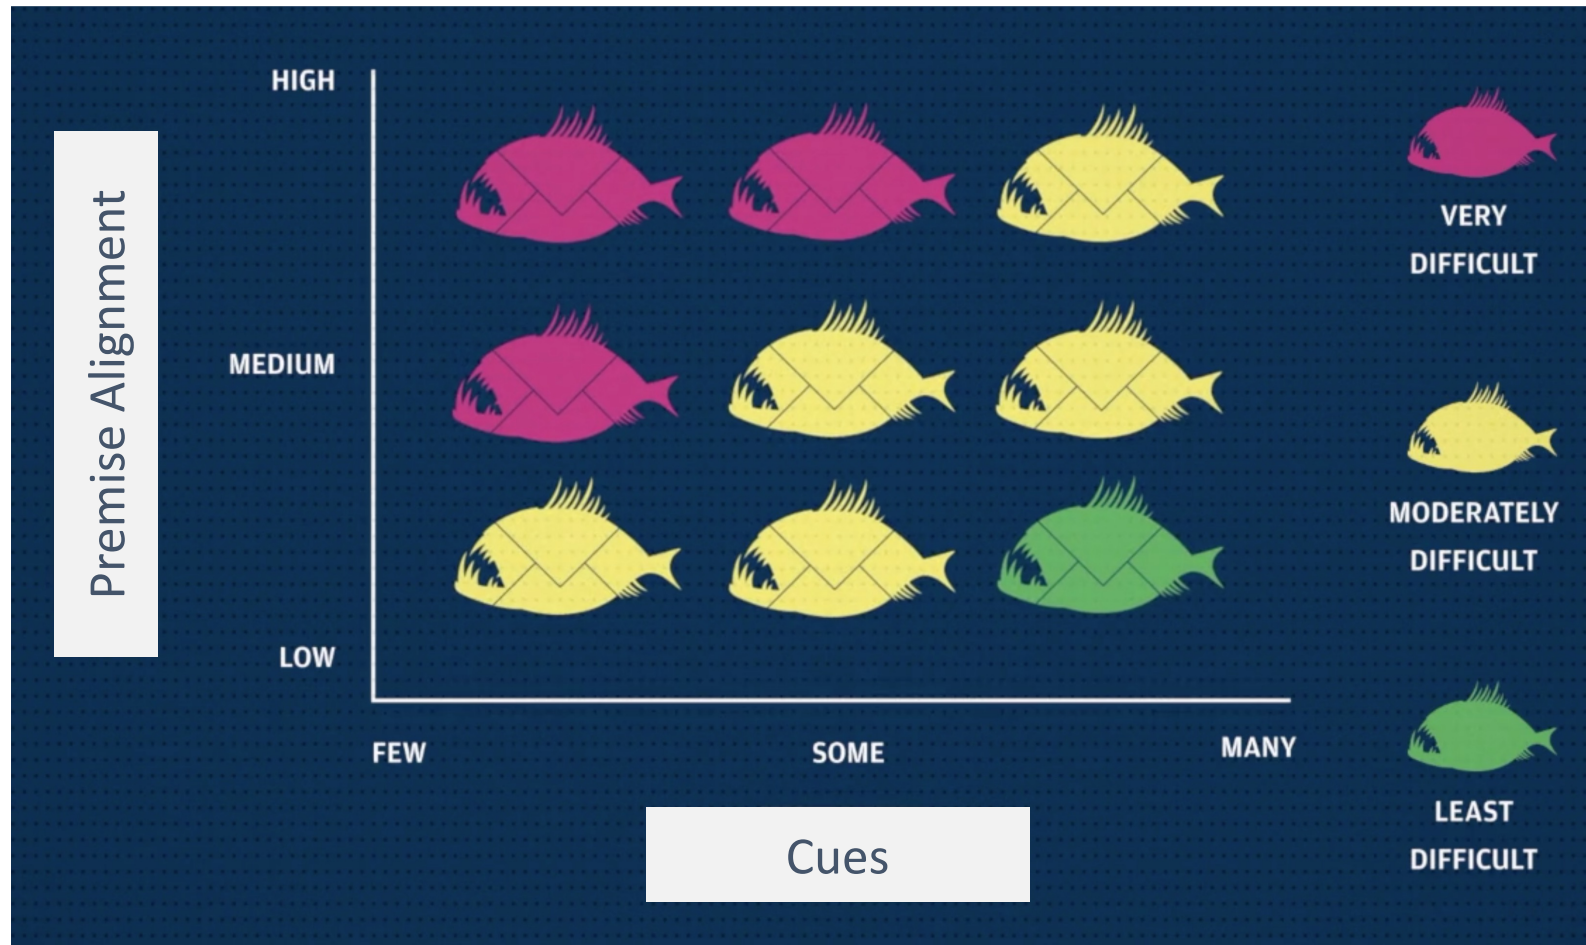 HIGH
MEDIUM
LOW
Premise Alignment
FEW
SOME
MANY
Cues
VERY
DIFFICULT
MODERATELY
DIFFICULT
LEAST
DIFFICULT